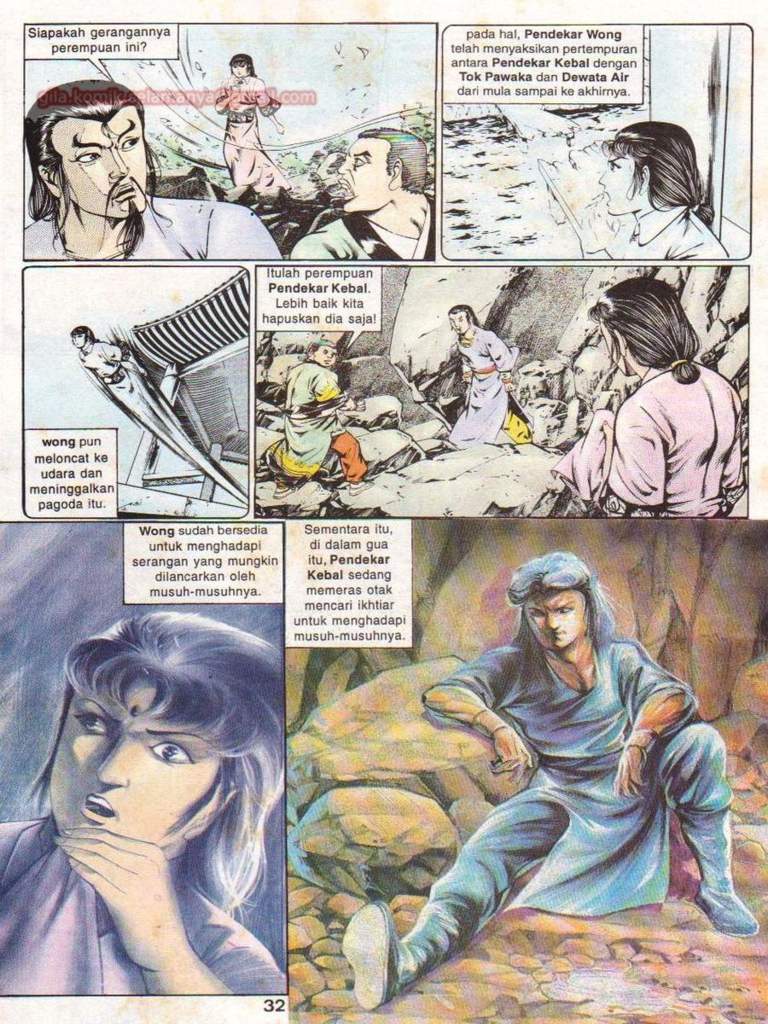 Siapakah gerangannya
perempuan ini?
pada hal, Pendekar Wong
telah menyaksikan pertempuran
antara Pendekar Kebal dengan
Tok Pawaka dan Dewata Air
dari mula sampai ke akhirnya.
wong pun
meloncat ke
udara dan
meninggalkan
pagoda itu.
Itulah perempuan
Pendekar Kebal.
Lebih baik kita
hapuskan dia saja!
Wong sudah bersedia
untuk menghadapi
serangan yang mungkin
dilancarkan oleh
musuh-musuhnya.
Sementara itu,
di dalam gua
itu, Pendekar
Kebal sedang
memeras otak
mencari ikhtiar
untuk menghadapi
musuh-musuhnya.
32